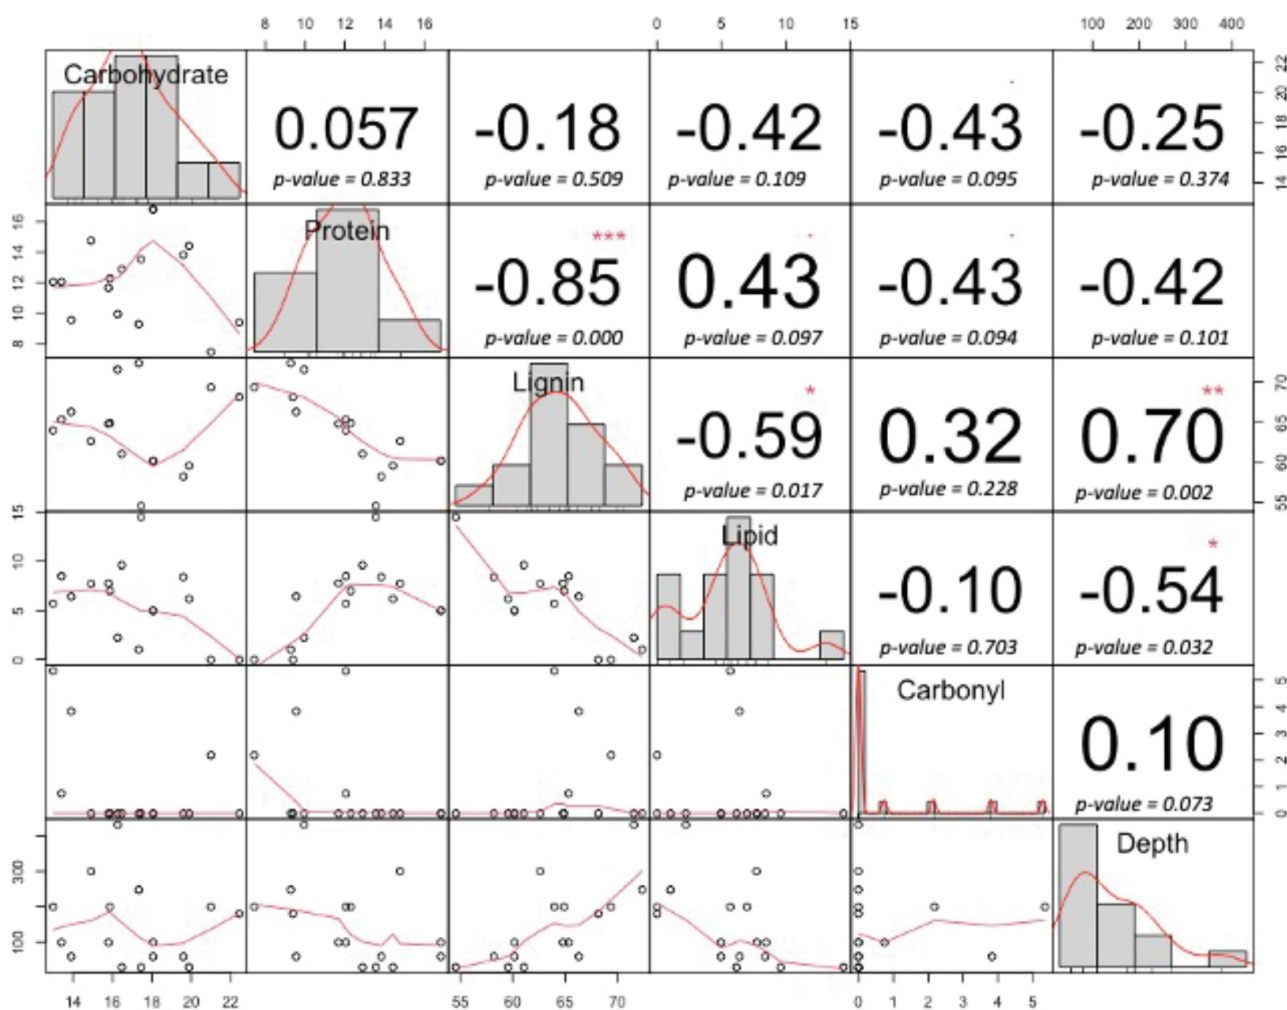 8 10 12 14 16 0 5 10 15 100 200 300 400
Carbohydrate 0.057 -0.18 -0.42 -0.43 -0.25
p-value = 0.833 p-value = 0.509 p-value = 0.109 p-value = 0.095 p-value = 0.374
14 16 18 20 22
8 10 12 14 16
Protein *** -0.85 0.43 -0.43 -0.42
p-value = 0.000 p-value = 0.097 p-value = 0.094 p-value = 0.101
Lignin * -0.59 0.32 ** 0.70
p-value = 0.017 p-value = 0.228 p-value = 0.002
55 60 65 70
0 5 10 15
Lipid -0.10 * -0.54
p-value = 0.703 p-value = 0.032
Carbonyl 0.10
p-value = 0.073
0 1 2 3 4 5
100 300
Depth
14 16 18 20 22 55 60 65 70 0 1 2 3 4 5